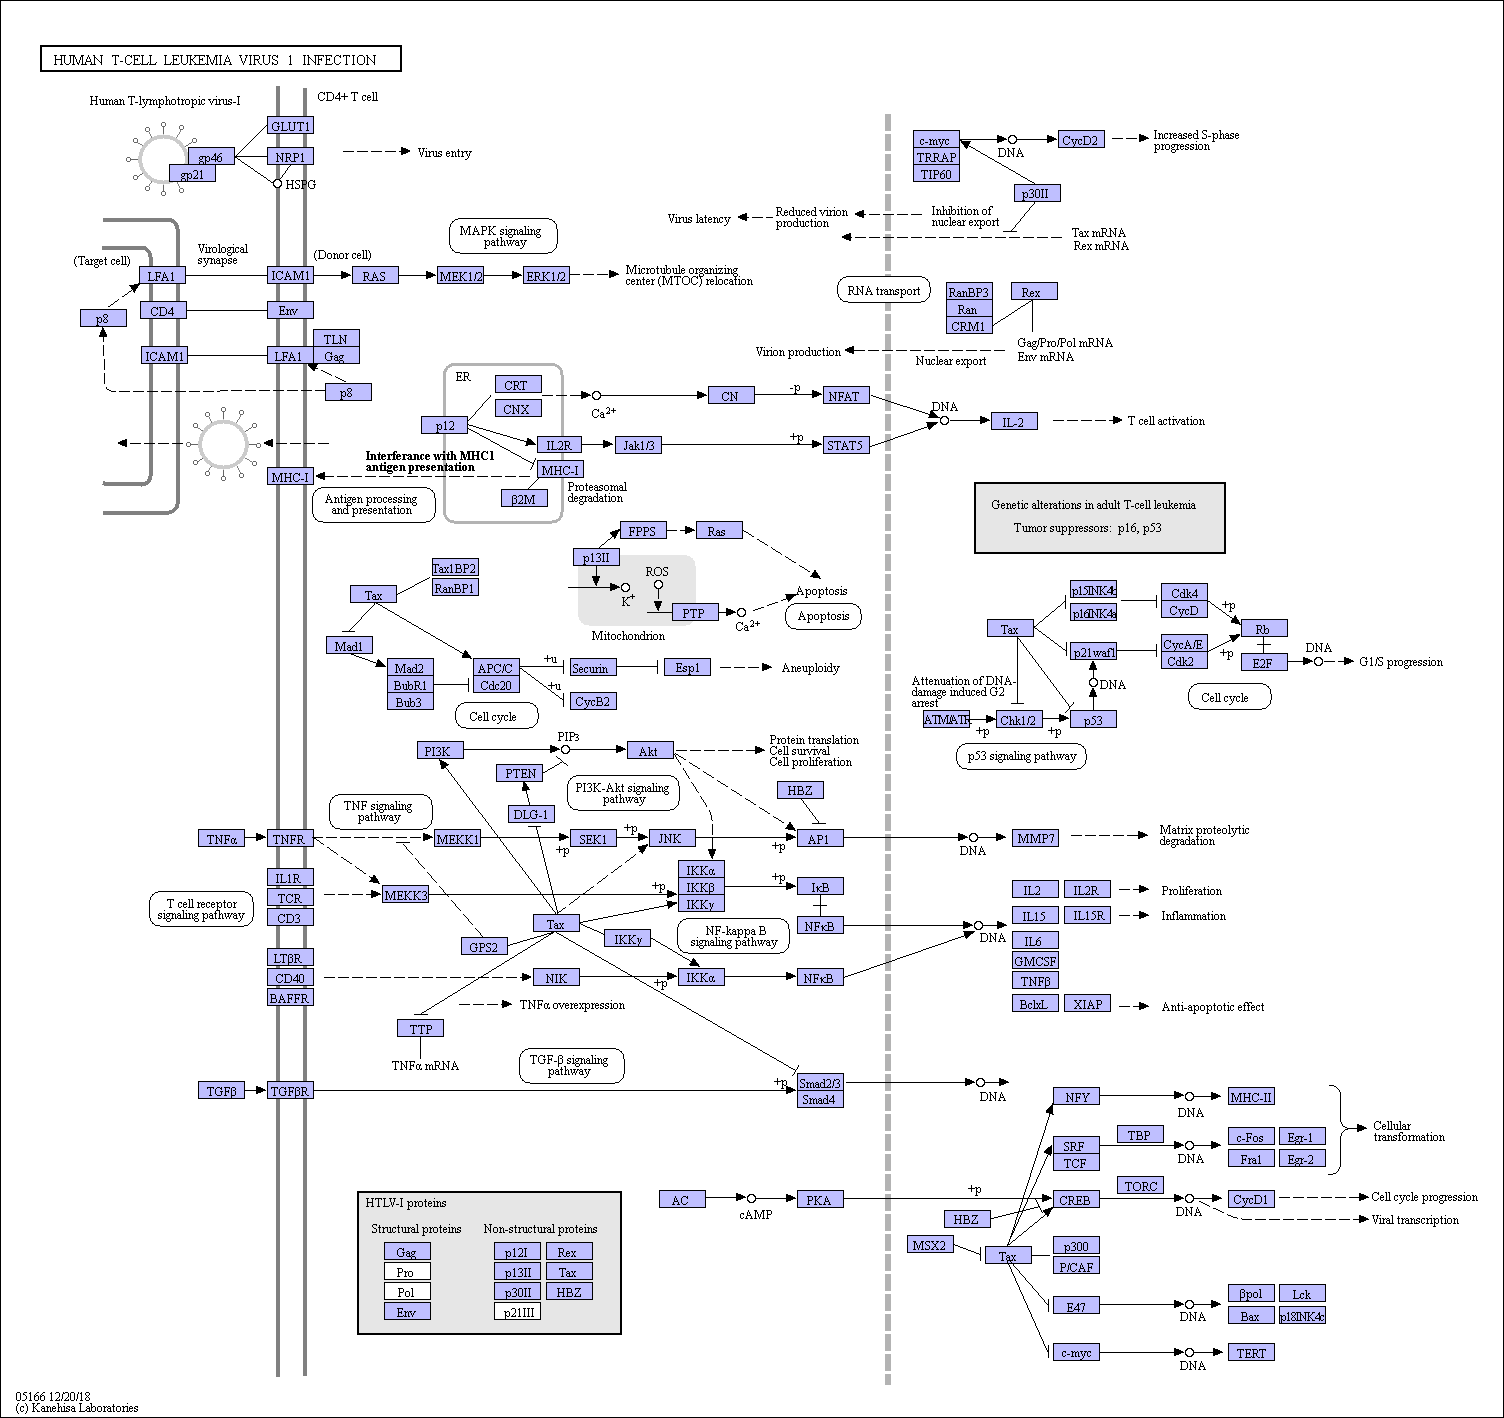 HUMAN T-CELL LEUKEMIA VIRUS 1 INFECTION
Human T-lymphotropic virus-I
CD4+ T cell
GLUT1
gp46
NRP1
gp21
HSPG
Virus entry
c-myc
TRRAP
TIP60
DNA
CycD2
Increased S-phase
progression
p30II
Virus latency
Reduced virion
production
Inhibition of
nuclear export
Tax mRNA
Rex mRNA
MAPK signaling
pathway
(Target cell)
Virological
synapse
(Donor cell)
LFA1
ICAM1
RAS
MEK1/2
ERK1/2
Microtubule organizing
center (MTOC) relocation
p8
CD4
Env
ICAM1
LFA1
TLN
Gag
p8
RNA transport
RanBP3
Ran
CRM1
Rex
Gag/Pro/Pol mRNA
Env mRNA
Virion production
Nuclear export
ER
CRT
CNX
p12
Ca2+
CN
-p
NFAT
DNA
IL-2
T cell activation
IL2R
Jak1/3
+p
STAT5
Interferance with MHC1
antigen presentation
MHC-I
MHC-I
β2M
Proteasomal
degradation
Antigen processing
and presentation
Genetic alterations in adult T-cell leukemia
Tumor suppressors: p16, p53
FPPS
Ras
p13II
ROS
K+
PTP
Ca2+
Mitochondrion
Apoptosis
Apoptosis
Tax
Tax1BP2
RanBP1
Mad1
Mad2
BubR1
Bub3
APC/C
Cdc20
+u
+u
Securin
CycB2
Esp1
Aneuploidy
Cell cycle
Tax
p15INK4c
p16INK4a
p21waf1
Cdk4
CycD
CycA/E
Cdk2
+p
+p
Rb
E2F
DNA
G1/S progression
Attenuation of DNA-
damage induced G2
arrest
DNA
ATM/ATR
+p
Chk1/2
+p
p53
Cell cycle
p53 signaling pathway
PI3K
PIP3
Akt
Protein translation
Cell survival
Cell proliferation
PTEN
PI3K-Akt signaling
pathway
DLG-1
HBZ
TNF signaling
pathway
TNFα
TNFR
MEKK1
+p
SEK1
+p
JNK
+p
AP1
DNA
MMP7
Matrix proteolytic
degradation
IL1R
TCR
CD3
MEKK3
+p
IKKα
IKKβ
IKKγ
+p
IκB
NFκB
T cell receptor
signaling pathway
Tax
GPS2
IKKγ
NF-kappa B
signaling pathway
DNA
IL2
IL2R
Proliferation
IL15
IL15R
Inflammation
IL6
GMCSF
TNFβ
BclxL
XIAP
Anti-apoptotic effect
LTβR
CD40
BAFFR
NIK
+p
IKKα
NFκB
TNFα overexpression
TTP
TNFα mRNA
TGF-β signaling
pathway
TGFβ
TGFβR
+p
Smad2/3
Smad4
DNA
NFY
DNA
MHC-II
SRF
TCF
TBP
DNA
c-Fos
Egr-1
Fra1
Egr-2
Cellular
transformation
AC
cAMP
PKA
+p
CREB
TORC
DNA
CycD1
Cell cycle progression
Viral transcription
HBZ
MSX2
Tax
p300
P/CAF
E47
DNA
βpol
Lck
Bax
p18INK4c
c-myc
DNA
TERT
HTLV-I proteins
Structural proteins
Non-structural proteins
Gag
p12I
Rex
Pro
p13II
Tax
Pol
p30II
HBZ
Env
p21III
05166 12/20/18
(c) Kanehisa Laboratories